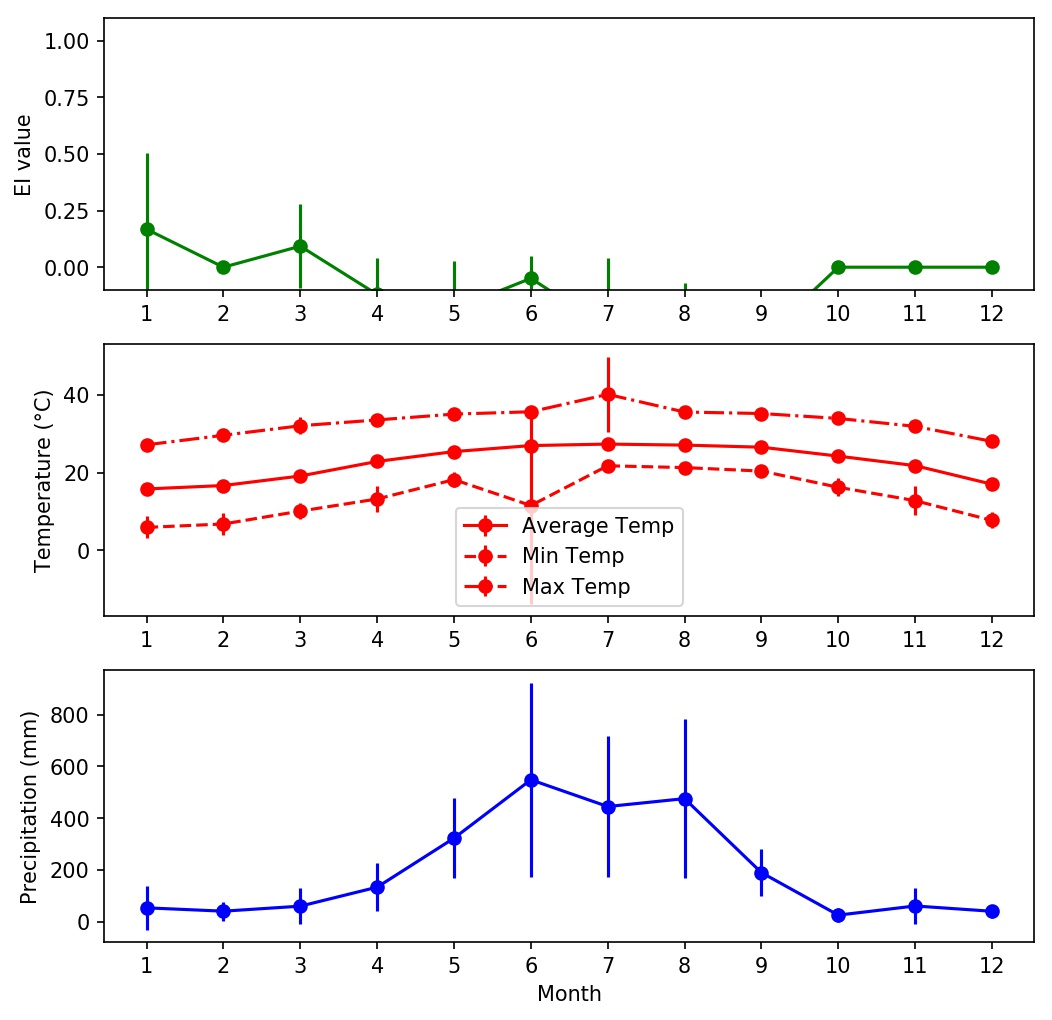 EI value
1.00
0.75
0.50
0.25
0.00
1 2 3 4 5 6 7 8 9 10 11 12
Temperature (°C)
40
20
0
Average Temp
Min Temp
Max Temp
1 2 3 4 5 6 7 8 9 10 11 12
Precipitation (mm)
800
600
400
200
0
1 2 3 4 5 6 7 8 9 10 11 12
Month